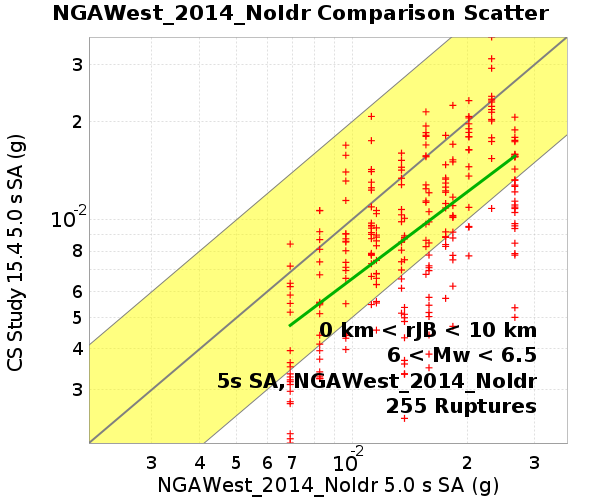 NGAWest_2014_NoIdr Comparison Scatter
CS Study 15.4 5.0 s SA (g)
3
2
10-2
8
6
5
4
3
0 km < rJB < 10 km
6 < Mw < 6.5
5s SA, NGAWest_2014_NoIdr
255 Ruptures
3 4 5 6 7 10-2 2 3
NGAWest_2014_NoIdr 5.0 s SA (g)